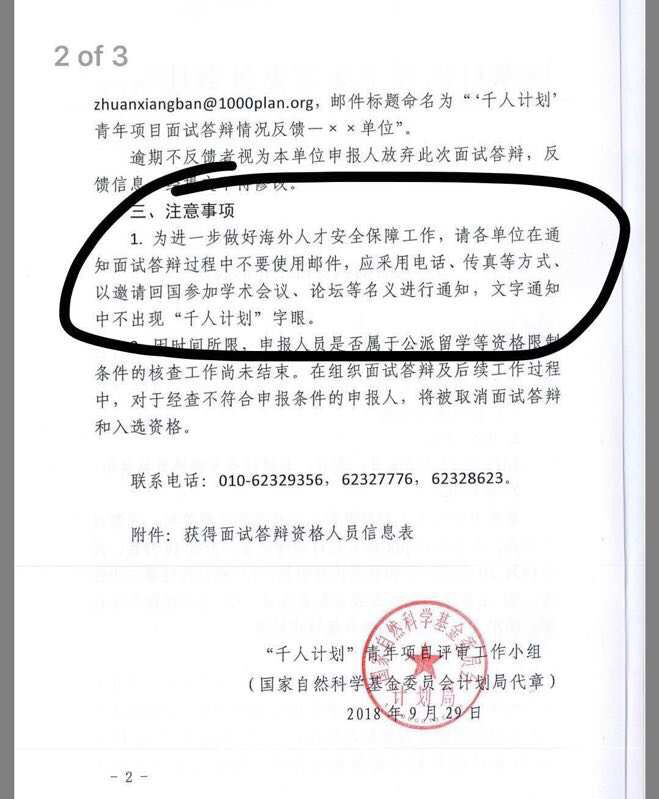 2 of 3
zhuanxiangban@1000plan.org，邮件标题命名为“‘千人计划’
青年项目面试答辩情况反馈—××单位”。
逾期不反馈者视为本单位申报人放弃此次面试答辩，反
馈信息一经提交不得修改。
三、注意事项
1. 为进一步做好海外人才安全保障工作，请各单位在通
知面试答辩过程中不要使用邮件，应采用电话、传真等方式、
以邀请回国参加学术会议、论坛等名义进行通知，文字通知
中不出现“千人计划”字眼。
2. 因时间所限，申报人员是否属于公派留学等资格限制
条件的核查工作尚未结束。在组织面试答辩及后续工作过程
中，对于经查不符合申报条件的申报人，将被取消面试答辩
和入选资格。
联系电话：010-62329356，62327776，62328623。
附件：获得面试答辩资格人员信息表
国家自然科学基金委员会
计划局
“千人计划”青年项目评审工作小组
（国家自然科学基金委员会计划局代章）
2018年9月29日
- 2 -